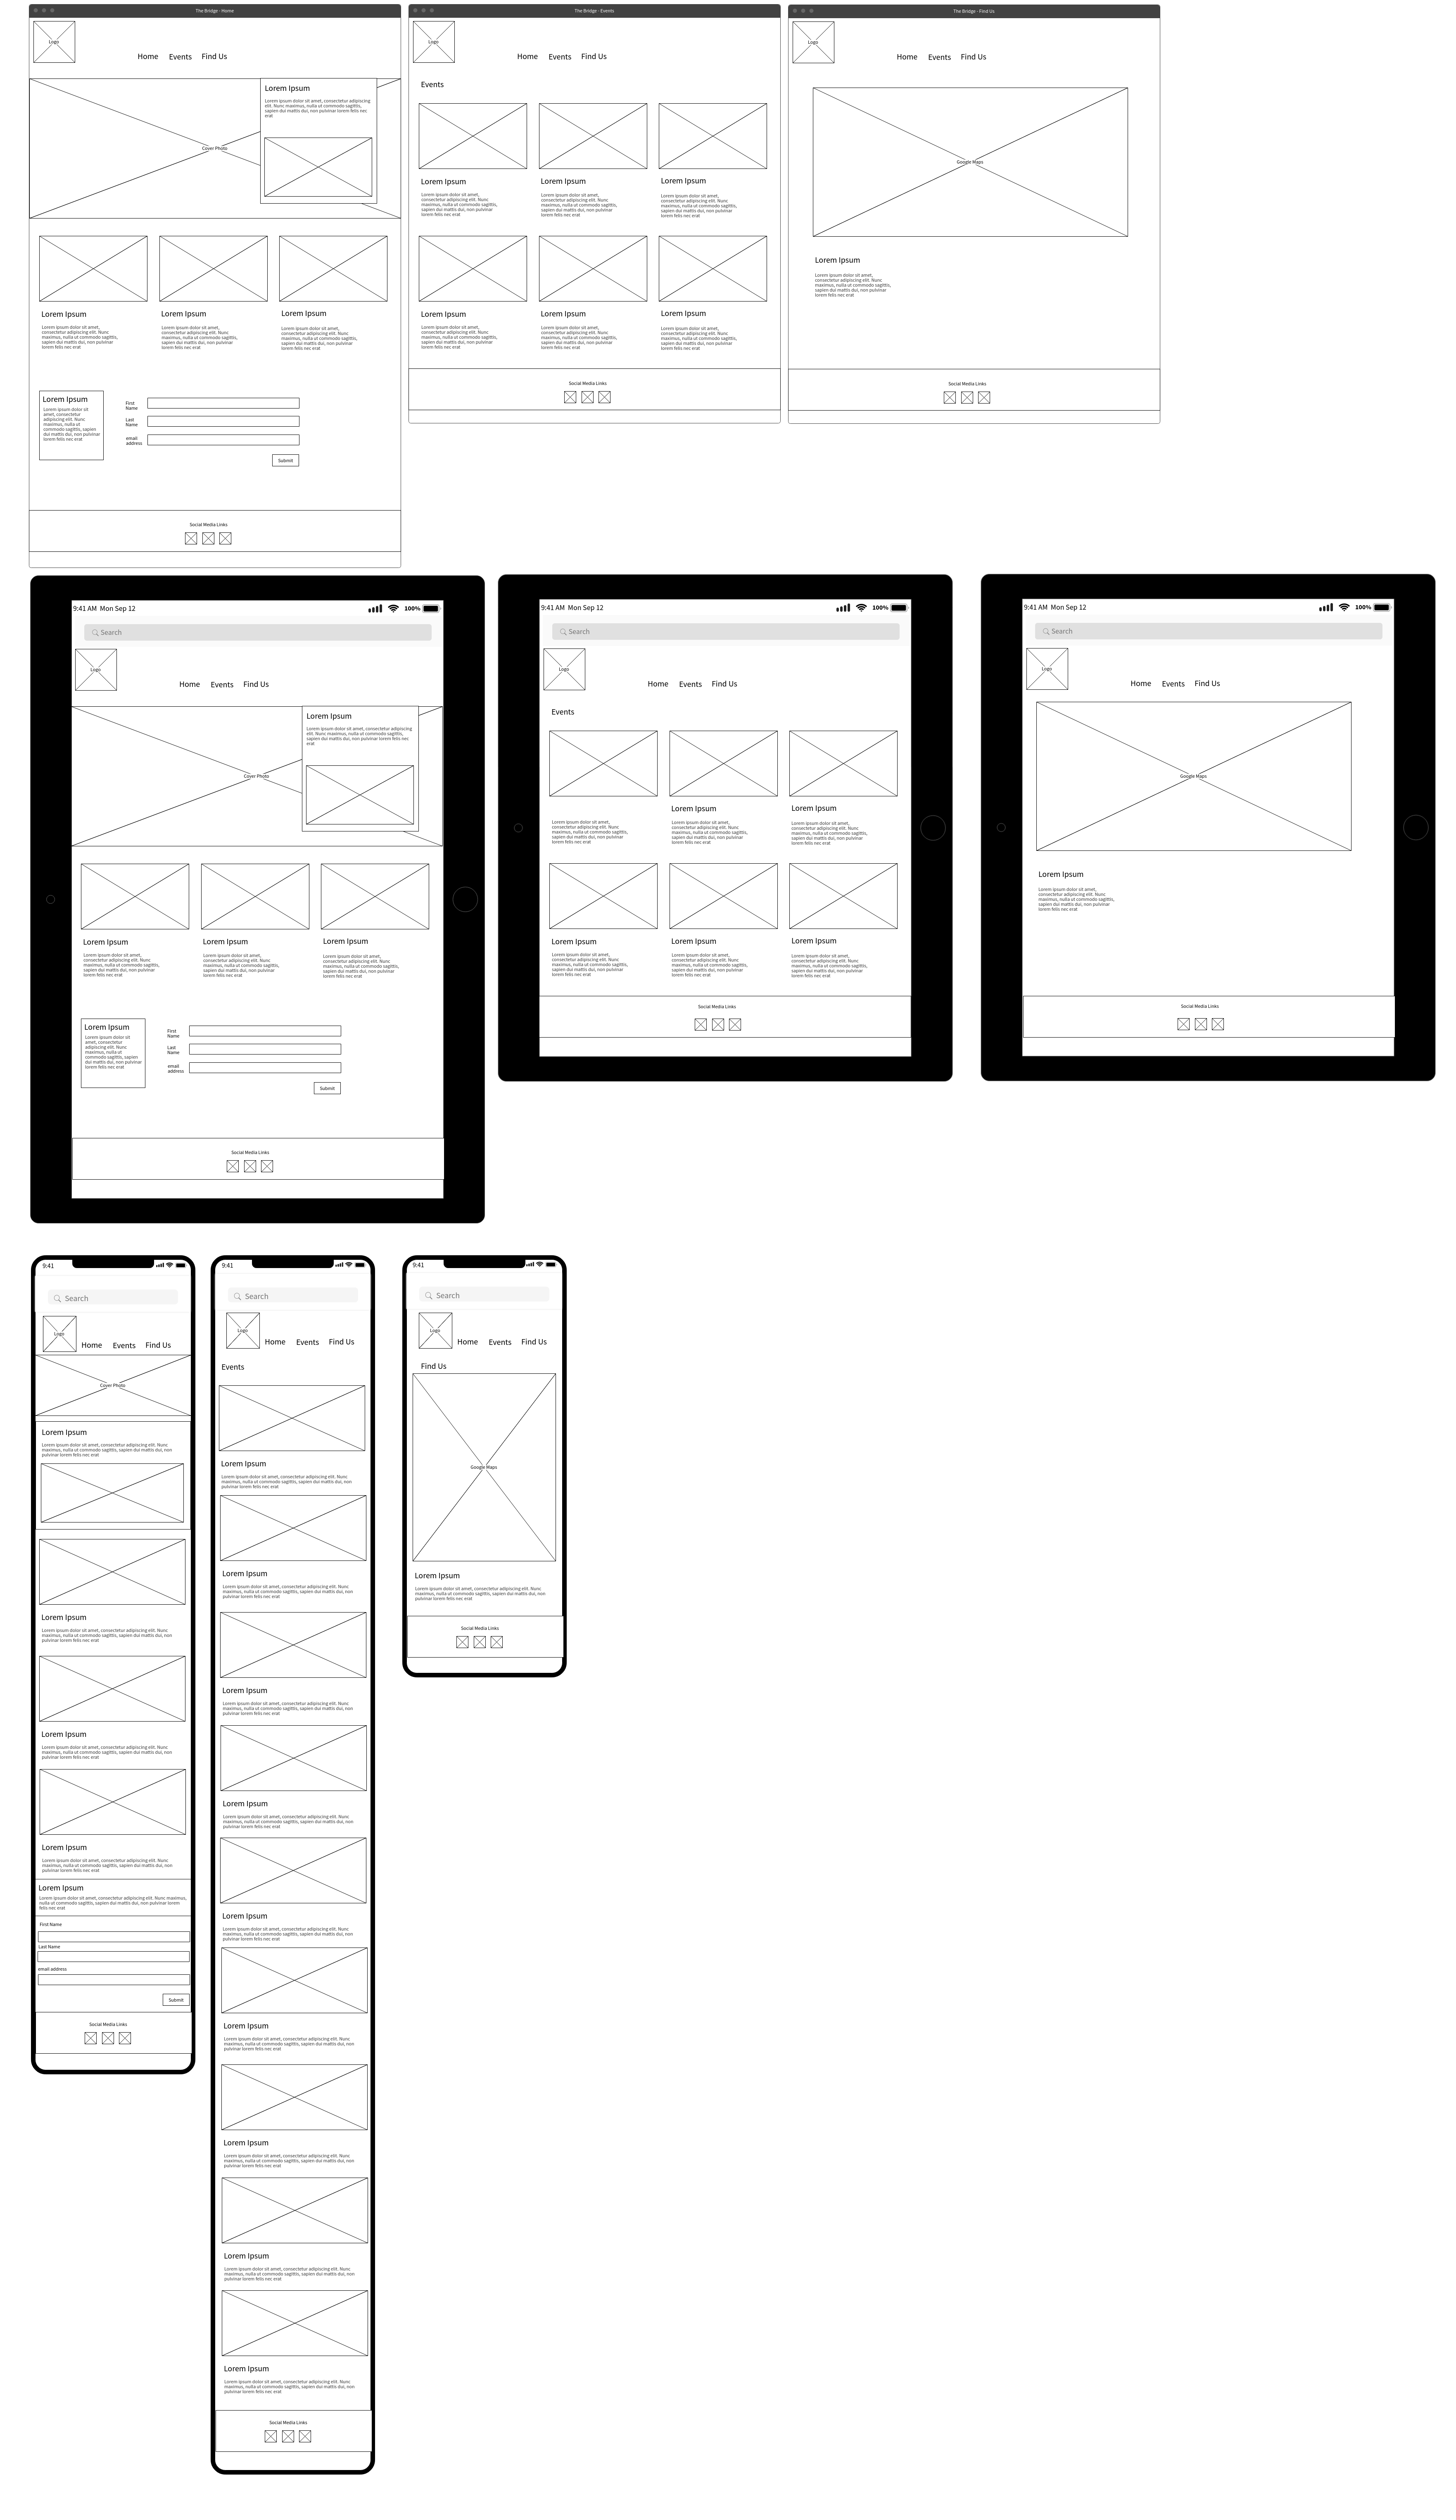 The Bridge - Home
Logo
Home Events Find Us
Lorem Ipsum
Lorem ipsum dolor sit amet, consectetur adipiscing
elit. Nunc maximus, nulla ut commodo sagittis,
sapien dui mattis dui, non pulvinar lorem felis nec
erat
Cover Photo
Lorem Ipsum
Lorem ipsum dolor sit amet,
consectetur adipiscing elit. Nunc
maximus, nulla ut commodo sagittis,
sapien dui mattis dui, non pulvinar
lorem felis nec erat
Lorem Ipsum
Lorem ipsum dolor sit amet,
consectetur adipiscing elit. Nunc
maximus, nulla ut commodo sagittis,
sapien dui mattis dui, non pulvinar
lorem felis nec erat
Lorem Ipsum
Lorem ipsum dolor sit amet,
consectetur adipiscing elit. Nunc
maximus, nulla ut commodo sagittis,
sapien dui mattis dui, non pulvinar
lorem felis nec erat
Lorem Ipsum
Lorem ipsum dolor sit
amet, consectetur
adipiscing elit. Nunc
maximus, nulla ut
commodo sagittis, sapien
dui mattis dui, non pulvinar
lorem felis nec erat
First
Name
Last
Name
email
address
Submit
Social Media Links
The Bridge - Events
Logo
Home Events Find Us
Events
Lorem Ipsum
Lorem ipsum dolor sit amet,
consectetur adipiscing elit. Nunc
maximus, nulla ut commodo sagittis,
sapien dui mattis dui, non pulvinar
lorem felis nec erat
Lorem Ipsum
Lorem ipsum dolor sit amet,
consectetur adipiscing elit. Nunc
maximus, nulla ut commodo sagittis,
sapien dui mattis dui, non pulvinar
lorem felis nec erat
Lorem Ipsum
Lorem ipsum dolor sit amet,
consectetur adipiscing elit. Nunc
maximus, nulla ut commodo sagittis,
sapien dui mattis dui, non pulvinar
lorem felis nec erat
Lorem Ipsum
Lorem ipsum dolor sit amet,
consectetur adipiscing elit. Nunc
maximus, nulla ut commodo sagittis,
sapien dui mattis dui, non pulvinar
lorem felis nec erat
Lorem Ipsum
Lorem ipsum dolor sit amet,
consectetur adipiscing elit. Nunc
maximus, nulla ut commodo sagittis,
sapien dui mattis dui, non pulvinar
lorem felis nec erat
Lorem Ipsum
Lorem ipsum dolor sit amet,
consectetur adipiscing elit. Nunc
maximus, nulla ut commodo sagittis,
sapien dui mattis dui, non pulvinar
lorem felis nec erat
Social Media Links
The Bridge - Find Us
Logo
Home Events Find Us
Google Maps
Lorem Ipsum
Lorem ipsum dolor sit amet,
consectetur adipiscing elit. Nunc
maximus, nulla ut commodo sagittis,
sapien dui mattis dui, non pulvinar
lorem felis nec erat
Social Media Links
9:41 AM Mon Sep 12 100%
Search
Logo
Home Events Find Us
Lorem Ipsum
Lorem ipsum dolor sit amet, consectetur adipiscing
elit. Nunc maximus, nulla ut commodo sagittis,
sapien dui mattis dui, non pulvinar lorem felis nec
erat
Cover Photo
Lorem Ipsum
Lorem ipsum dolor sit amet,
consectetur adipiscing elit. Nunc
maximus, nulla ut commodo sagittis,
sapien dui mattis dui, non pulvinar
lorem felis nec erat
Lorem Ipsum
Lorem ipsum dolor sit amet,
consectetur adipiscing elit. Nunc
maximus, nulla ut commodo sagittis,
sapien dui mattis dui, non pulvinar
lorem felis nec erat
Lorem Ipsum
Lorem ipsum dolor sit amet,
consectetur adipiscing elit. Nunc
maximus, nulla ut commodo sagittis,
sapien dui mattis dui, non pulvinar
lorem felis nec erat
Lorem Ipsum
Lorem ipsum dolor sit
amet, consectetur
adipiscing elit. Nunc
maximus, nulla ut
commodo sagittis, sapien
dui mattis dui, non pulvinar
lorem felis nec erat
First
Name
Last
Name
email
address
Submit
Social Media Links
9:41 AM Mon Sep 12 100%
Search
Logo
Home Events Find Us
Events
Lorem ipsum dolor sit amet,
consectetur adipiscing elit. Nunc
maximus, nulla ut commodo sagittis,
sapien dui mattis dui, non pulvinar
lorem felis nec erat
Lorem Ipsum
Lorem ipsum dolor sit amet,
consectetur adipiscing elit. Nunc
maximus, nulla ut commodo sagittis,
sapien dui mattis dui, non pulvinar
lorem felis nec erat
Lorem Ipsum
Lorem ipsum dolor sit amet,
consectetur adipiscing elit. Nunc
maximus, nulla ut commodo sagittis,
sapien dui mattis dui, non pulvinar
lorem felis nec erat
Lorem Ipsum
Lorem ipsum dolor sit amet,
consectetur adipiscing elit. Nunc
maximus, nulla ut commodo sagittis,
sapien dui mattis dui, non pulvinar
lorem felis nec erat
Lorem Ipsum
Lorem ipsum dolor sit amet,
consectetur adipiscing elit. Nunc
maximus, nulla ut commodo sagittis,
sapien dui mattis dui, non pulvinar
lorem felis nec erat
Lorem Ipsum
Lorem ipsum dolor sit amet,
consectetur adipiscing elit. Nunc
maximus, nulla ut commodo sagittis,
sapien dui mattis dui, non pulvinar
lorem felis nec erat
Social Media Links
9:41 AM Mon Sep 12 100%
Search
Logo
Home Events Find Us
Google Maps
Lorem Ipsum
Lorem ipsum dolor sit amet,
consectetur adipiscing elit. Nunc
maximus, nulla ut commodo sagittis,
sapien dui mattis dui, non pulvinar
lorem felis nec erat
Social Media Links
9:41
Search
Logo
Home Events Find Us
Cover Photo
Lorem Ipsum
Lorem ipsum dolor sit amet, consectetur adipiscing elit. Nunc
maximus, nulla ut commodo sagittis, sapien dui mattis dui, non
pulvinar lorem felis nec erat
Lorem Ipsum
Lorem ipsum dolor sit amet, consectetur adipiscing elit. Nunc
maximus, nulla ut commodo sagittis, sapien dui mattis dui, non
pulvinar lorem felis nec erat
Lorem Ipsum
Lorem ipsum dolor sit amet, consectetur adipiscing elit. Nunc
maximus, nulla ut commodo sagittis, sapien dui mattis dui, non
pulvinar lorem felis nec erat
Lorem Ipsum
Lorem ipsum dolor sit amet, consectetur adipiscing elit. Nunc
maximus, nulla ut commodo sagittis, sapien dui mattis dui, non
pulvinar lorem felis nec erat
Lorem Ipsum
Lorem ipsum dolor sit amet, consectetur adipiscing elit. Nunc maximus,
nulla ut commodo sagittis, sapien dui mattis dui, non pulvinar lorem
felis nec erat
First Name
Last Name
email address
Submit
Social Media Links
9:41
Search
Logo
Home Events Find Us
Events
Lorem Ipsum
Lorem ipsum dolor sit amet, consectetur adipiscing elit. Nunc
maximus, nulla ut commodo sagittis, sapien dui mattis dui, non
pulvinar lorem felis nec erat
Lorem Ipsum
Lorem ipsum dolor sit amet, consectetur adipiscing elit. Nunc
maximus, nulla ut commodo sagittis, sapien dui mattis dui, non
pulvinar lorem felis nec erat
Lorem Ipsum
Lorem ipsum dolor sit amet, consectetur adipiscing elit. Nunc
maximus, nulla ut commodo sagittis, sapien dui mattis dui, non
pulvinar lorem felis nec erat
Lorem Ipsum
Lorem ipsum dolor sit amet, consectetur adipiscing elit. Nunc
maximus, nulla ut commodo sagittis, sapien dui mattis dui, non
pulvinar lorem felis nec erat
Lorem Ipsum
Lorem ipsum dolor sit amet, consectetur adipiscing elit. Nunc
maximus, nulla ut commodo sagittis, sapien dui mattis dui, non
pulvinar lorem felis nec erat
Lorem Ipsum
Lorem ipsum dolor sit amet, consectetur adipiscing elit. Nunc
maximus, nulla ut commodo sagittis, sapien dui mattis dui, non
pulvinar lorem felis nec erat
Lorem Ipsum
Lorem ipsum dolor sit amet, consectetur adipiscing elit. Nunc
maximus, nulla ut commodo sagittis, sapien dui mattis dui, non
pulvinar lorem felis nec erat
Lorem Ipsum
Lorem ipsum dolor sit amet, consectetur adipiscing elit. Nunc
maximus, nulla ut commodo sagittis, sapien dui mattis dui, non
pulvinar lorem felis nec erat
Lorem Ipsum
Lorem ipsum dolor sit amet, consectetur adipiscing elit. Nunc
maximus, nulla ut commodo sagittis, sapien dui mattis dui, non
pulvinar lorem felis nec erat
Social Media Links
9:41
Search
Logo
Home Events Find Us
Find Us
Google Maps
Lorem Ipsum
Lorem ipsum dolor sit amet, consectetur adipiscing elit. Nunc
maximus, nulla ut commodo sagittis, sapien dui mattis dui, non
pulvinar lorem felis nec erat
Social Media Links